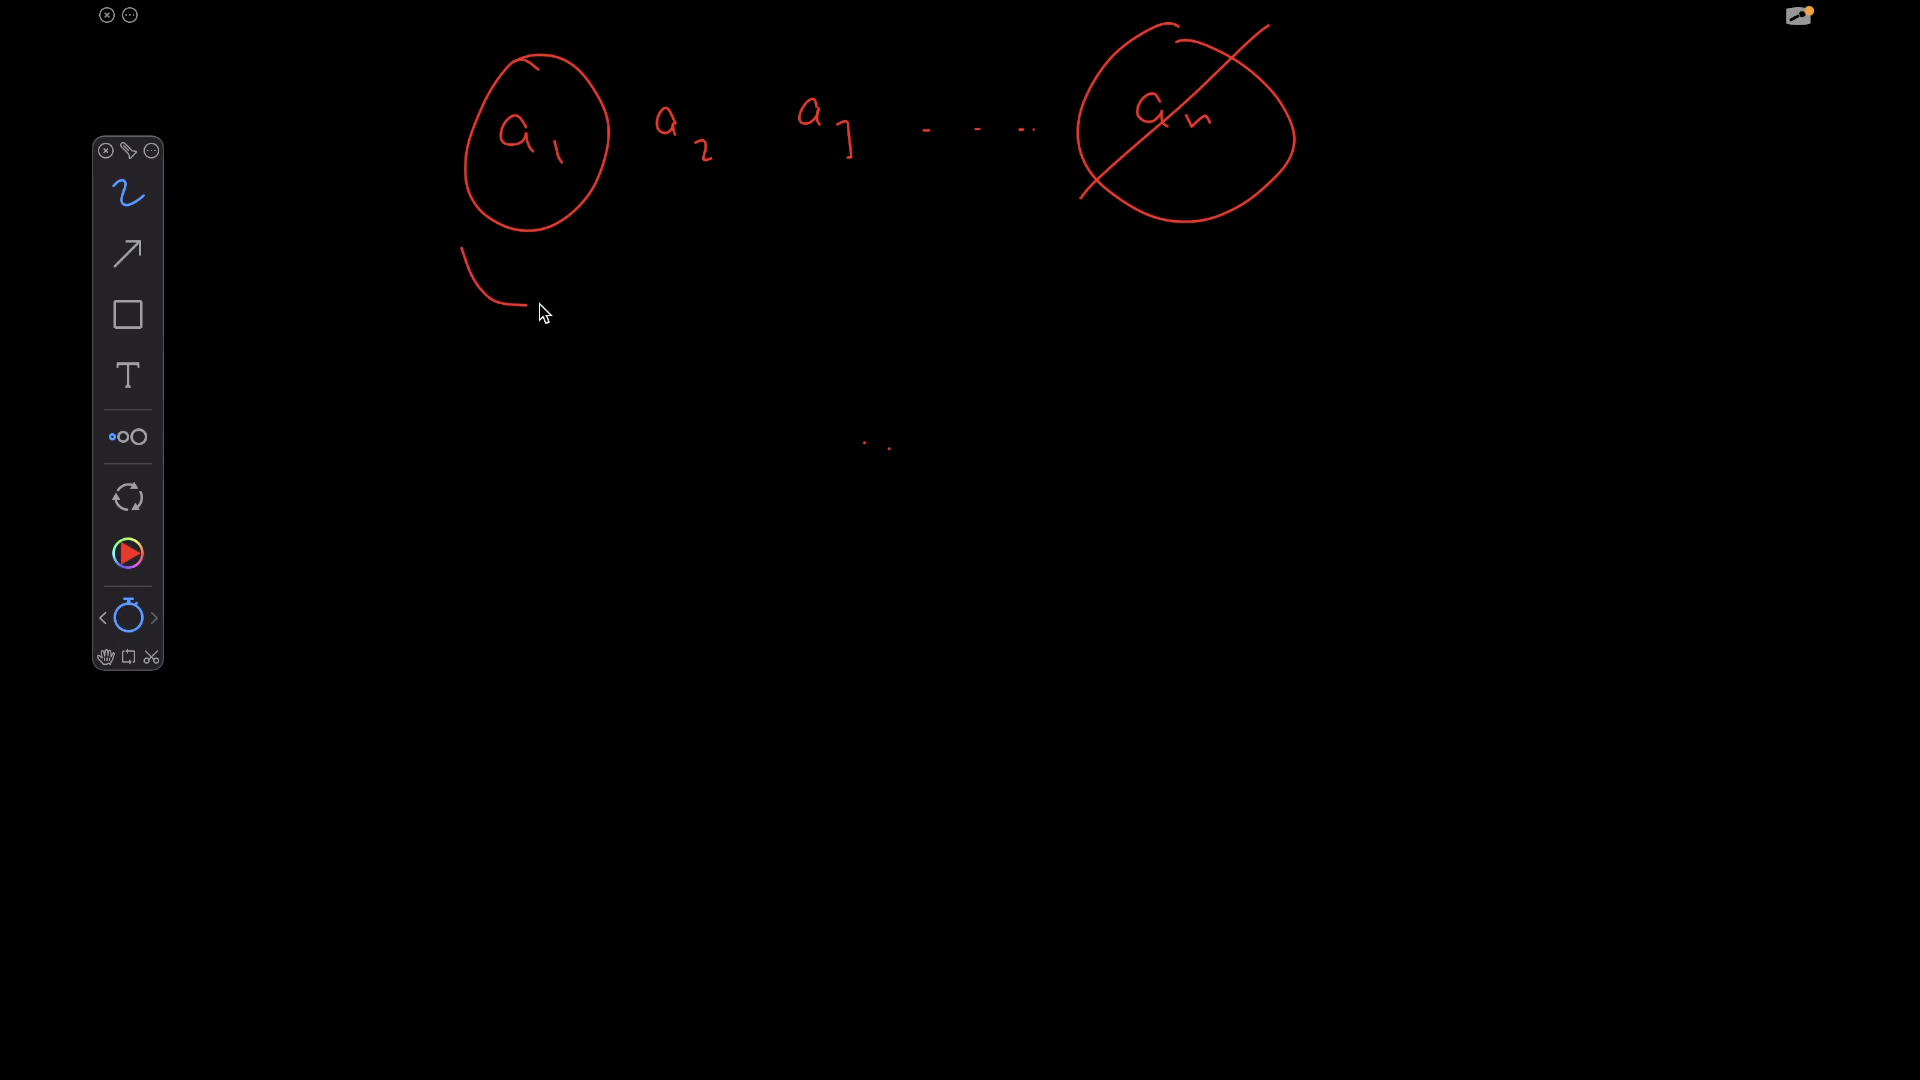 a₁ a₂ a₃ - - - · aₙ
T